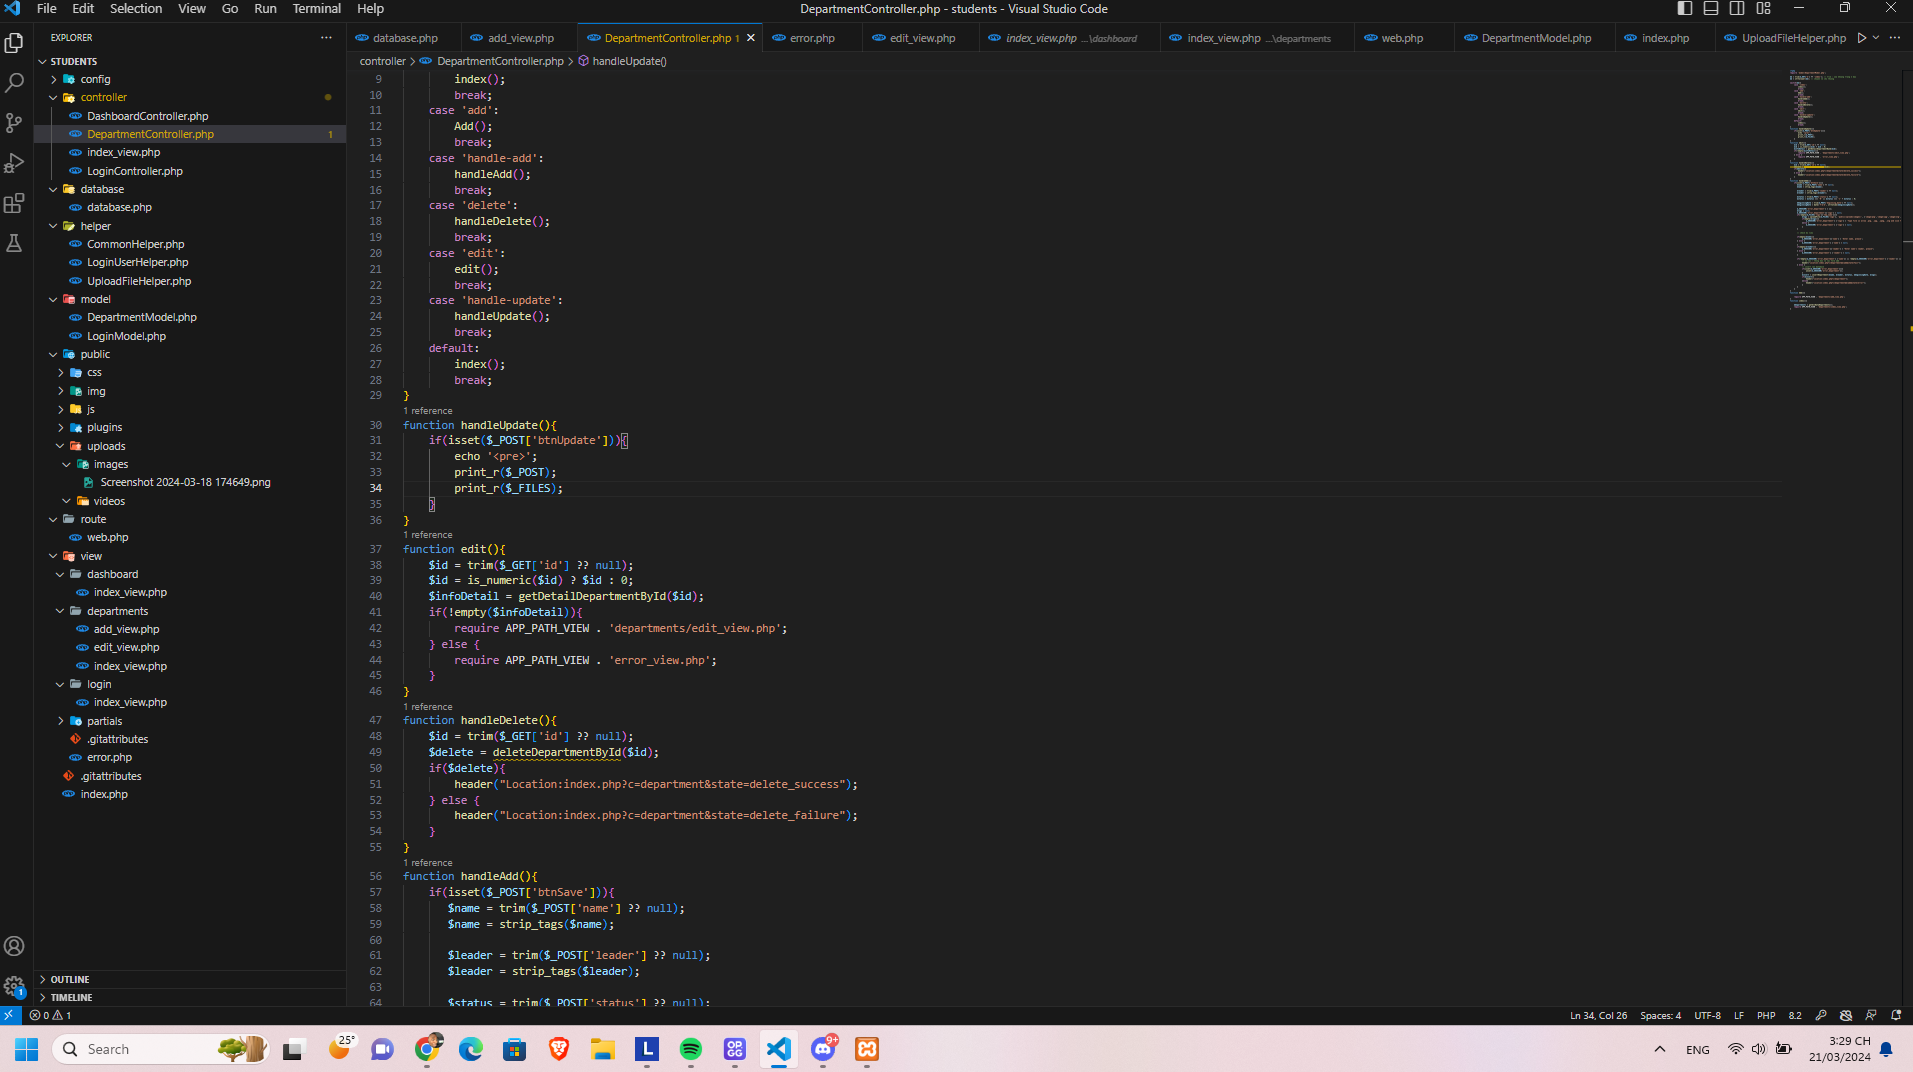 File Edit Selection View Go Run Terminal Help
DepartmentController.php - students - Visual Studio Code
EXPLORER
STUDENTS
config
controller
DashboardController.php
DepartmentController.php 1
index_view.php
LoginController.php
database
database.php
helper
CommonHelper.php
LoginUserHelper.php
UploadFileHelper.php
model
DepartmentModel.php
LoginModel.php
public
css
img
js
plugins
uploads
images
Screenshot 2024-03-18 174649.png
videos
route
web.php
view
dashboard
index_view.php
departments
add_view.php
edit_view.php
index_view.php
login
index_view.php
partials
.gitattributes
error.php
.gitattributes
index.php
OUTLINE
TIMELINE
database.php add_view.php DepartmentController.php 1 error.php edit_view.php index_view.php ...\dashboard index_view.php ...\departments web.php DepartmentModel.php index.php UploadFileHelper.php
controller > DepartmentController.php > handleUpdate()
9 index();
10 break;
11 case 'add':
12 Add();
13 break;
14 case 'handle-add':
15 handleAdd();
16 break;
17 case 'delete':
18 handleDelete();
19 break;
20 case 'edit':
21 edit();
22 break;
23 case 'handle-update':
24 handleUpdate();
25 break;
26 default:
27 index();
28 break;
29 }
1 reference
30 function handleUpdate(){
31 if(isset($_POST['btnUpdate'])){
32 echo '<pre>';
33 print_r($_POST);
34 print_r($_FILES);
35 }
36 }
1 reference
37 function edit(){
38 $id = trim($_GET['id'] ?? null);
39 $id = is_numeric($id) ? $id : 0;
40 $infoDetail = getDetailDepartmentById($id);
41 if(!empty($infoDetail)){
42 require APP_PATH_VIEW . 'departments/edit_view.php';
43 } else {
44 require APP_PATH_VIEW . 'error_view.php';
45 }
46 }
1 reference
47 function handleDelete(){
48 $id = trim($_GET['id'] ?? null);
49 $delete = deleteDepartmentById($id);
50 if($delete){
51 header("Location:index.php?c=department&state=delete_success");
52 } else {
53 header("Location:index.php?c=department&state=delete_failure");
54 }
55 }
1 reference
56 function handleAdd(){
57 if(isset($_POST['btnSave'])){
58 $name = trim($_POST['name'] ?? null);
59 $name = strip_tags($name);
60
61 $leader = trim($_POST['leader'] ?? null);
62 $leader = strip_tags($leader);
63
64 $status = trim($_POST['status'] ?? null);
0 1
Ln 34, Col 26 Spaces: 4 UTF-8 LF PHP 8.2
1
Search
25°
L
OP.GG
9+
ENG
3:29 CH
21/03/2024